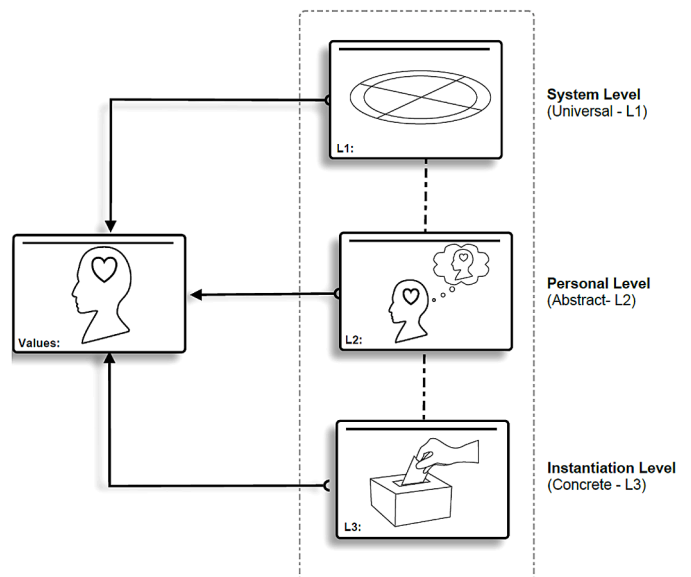 System Level
(Universal - L1)
L1:
Personal Level
(Abstract- L2)
Values:
L2:
Instantiation Level
(Concrete - L3)
L3: